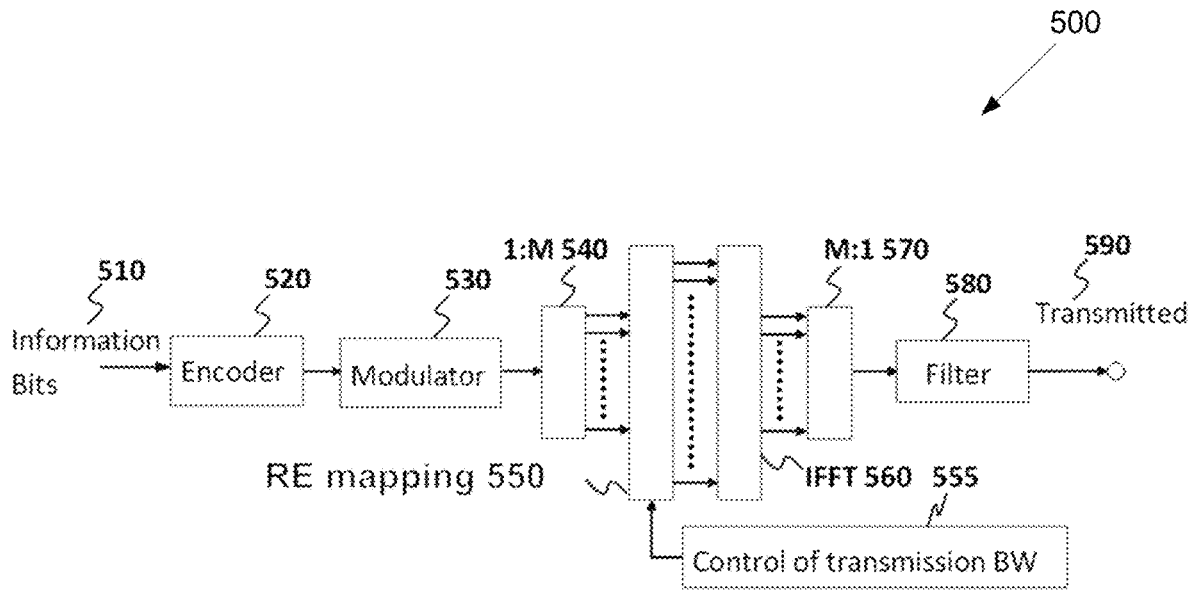 500
510
Information
Bits
520
Encoder
530
Modulator
1:M 540
RE mapping 550
IFFT 560
555
Control of transmission BW
M:1 570
580
Filter
590
Transmitted